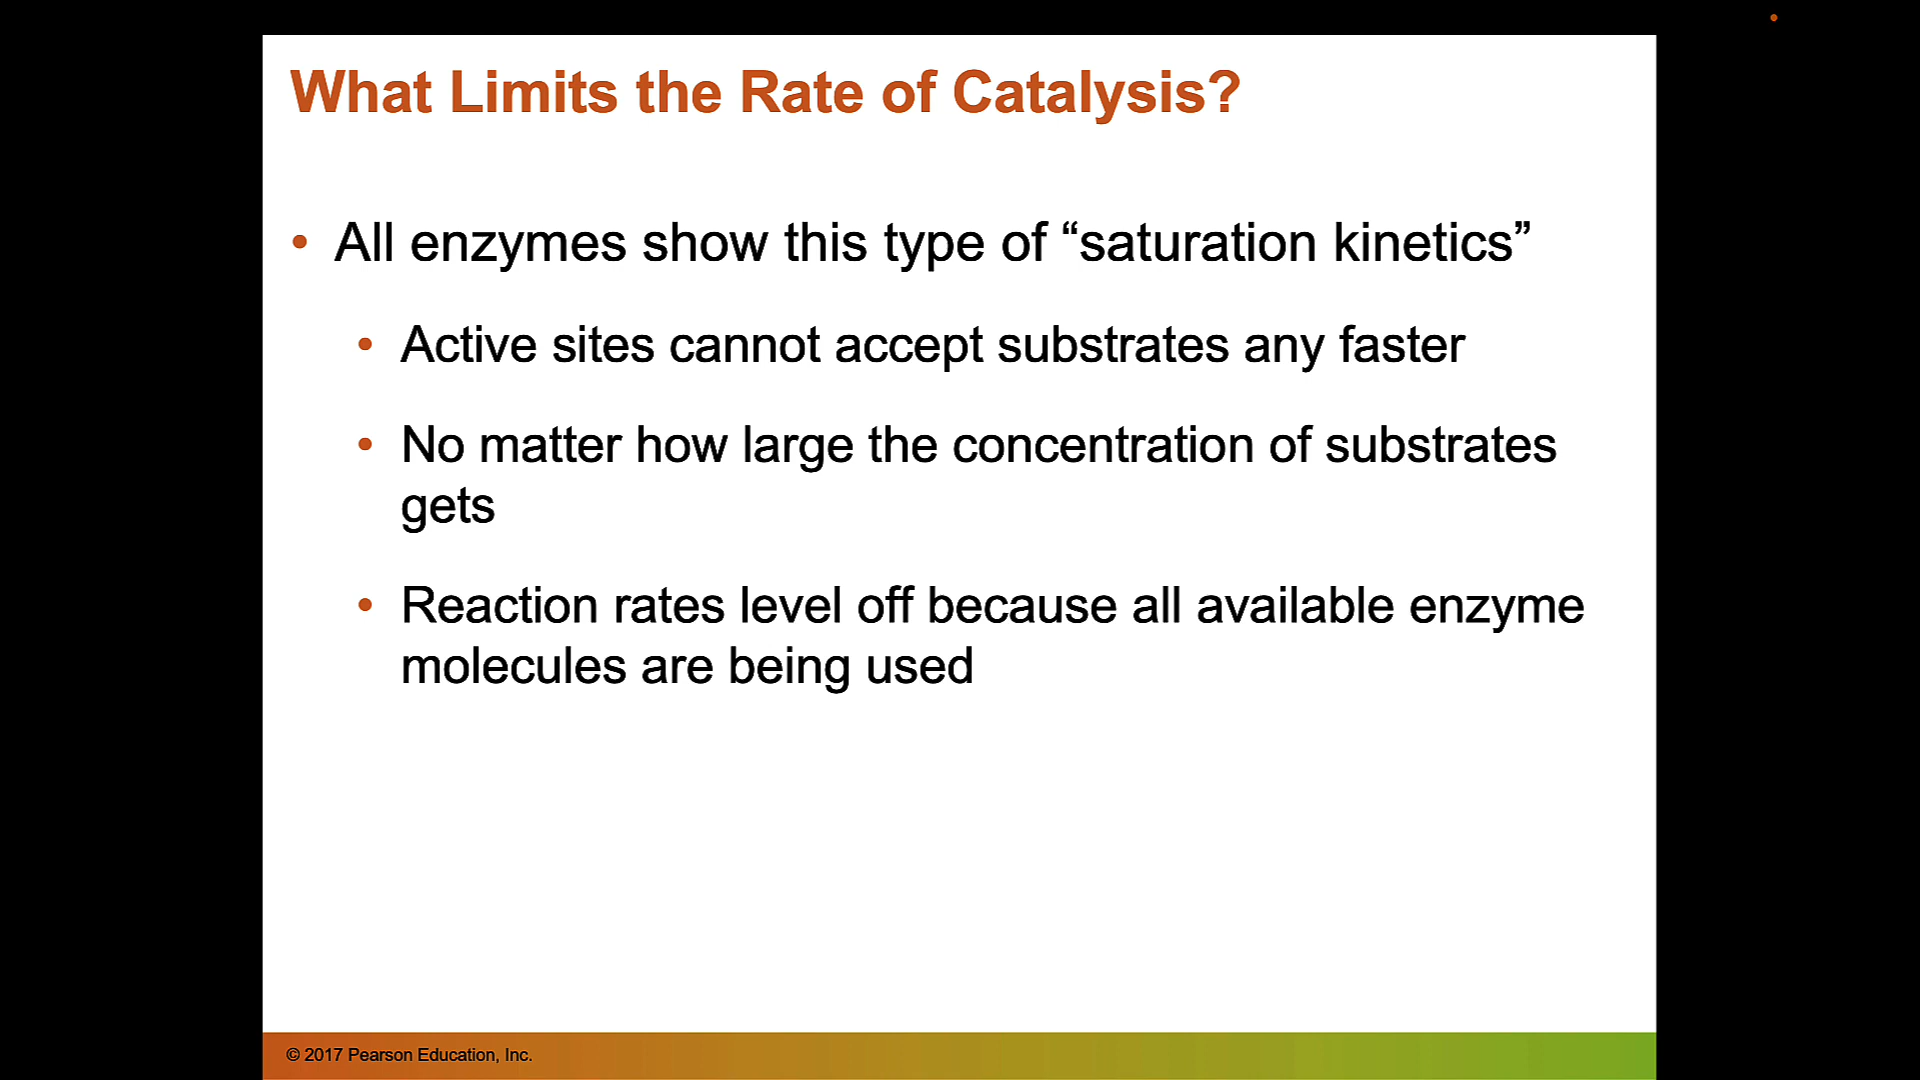 What Limits the Rate of Catalysis?
• All enzymes show this type of “saturation kinetics”
• Active sites cannot accept substrates any faster
• No matter how large the concentration of substrates
gets
• Reaction rates level off because all available enzyme
molecules are being used
© 2017 Pearson Education, Inc.